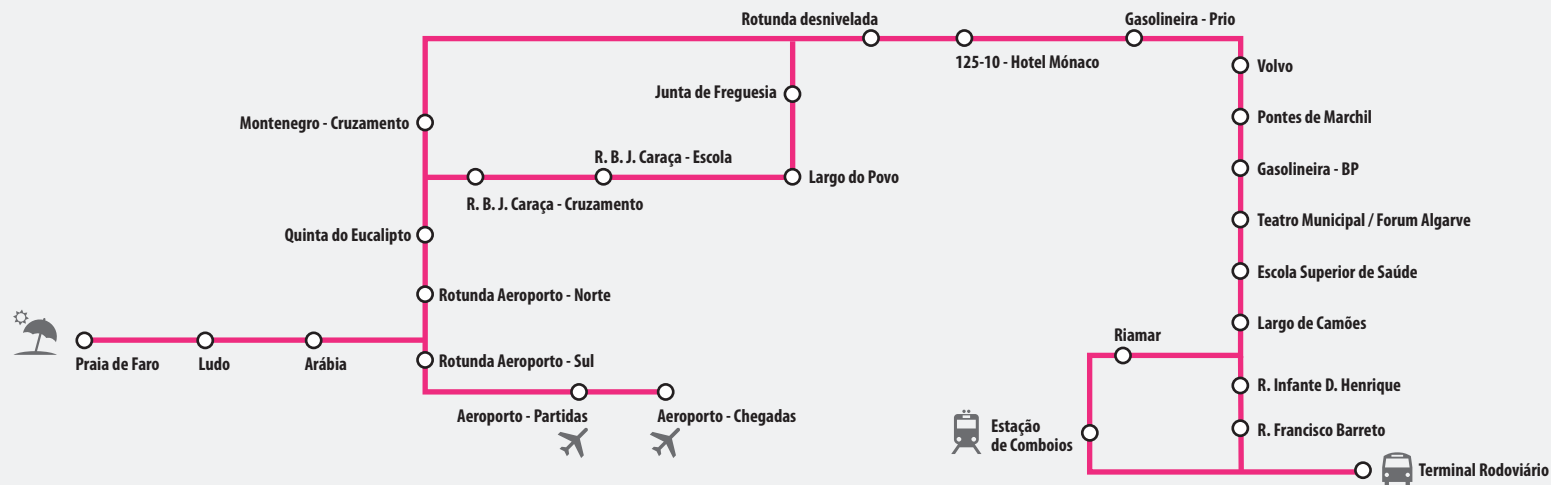 Rotunda desnivelada
Gasolineira - Prio
125-10 - Hotel Mónaco
Volvo
Junta de Freguesia
Montenegro - Cruzamento
Pontes de Marchil
R. B. J. Caraça - Escola
Gasolineira - BP
Largo do Povo
R. B. J. Caraça - Cruzamento
Teatro Municipal / Forum Algarve
Quinta do Eucalipto
Escola Superior de Saúde
Rotunda Aeroporto - Norte
Largo de Camões
Riamar
Praia de Faro
Ludo
Arábia
Rotunda Aeroporto - Sul
R. Infante D. Henrique
Aeroporto - Partidas
Aeroporto - Chegadas
Estação
de Comboios
R. Francisco Barreto
Terminal Rodoviário